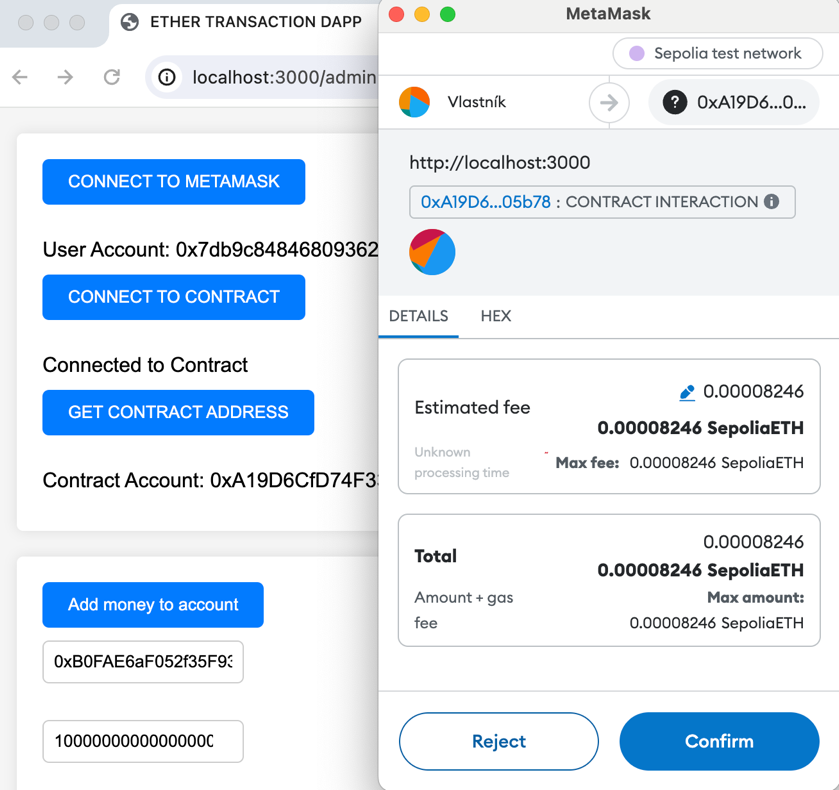 ETHER TRANSACTION DAPP
localhost:3000/admin
CONNECT TO METAMASK
User Account: 0x7db9c84846809362
CONNECT TO CONTRACT
Connected to Contract
GET CONTRACT ADDRESS
Contract Account: 0xA19D6CfD74F3
Add money to account
0xB0FAE6aF052f35F93
10000000000000000
MetaMask
Sepolia test network
Vlastník
0xA19D6...0...
http://localhost:3000
0xA19D6...05b78 : CONTRACT INTERACTION
DETAILS
HEX
Estimated fee
0.00008246
0.00008246 SepoliaETH
Unknown
processing time
Max fee: 0.00008246 SepoliaETH
Total
0.00008246
0.00008246 SepoliaETH
Amount + gas
fee
Max amount:
0.00008246 SepoliaETH
Reject
Confirm